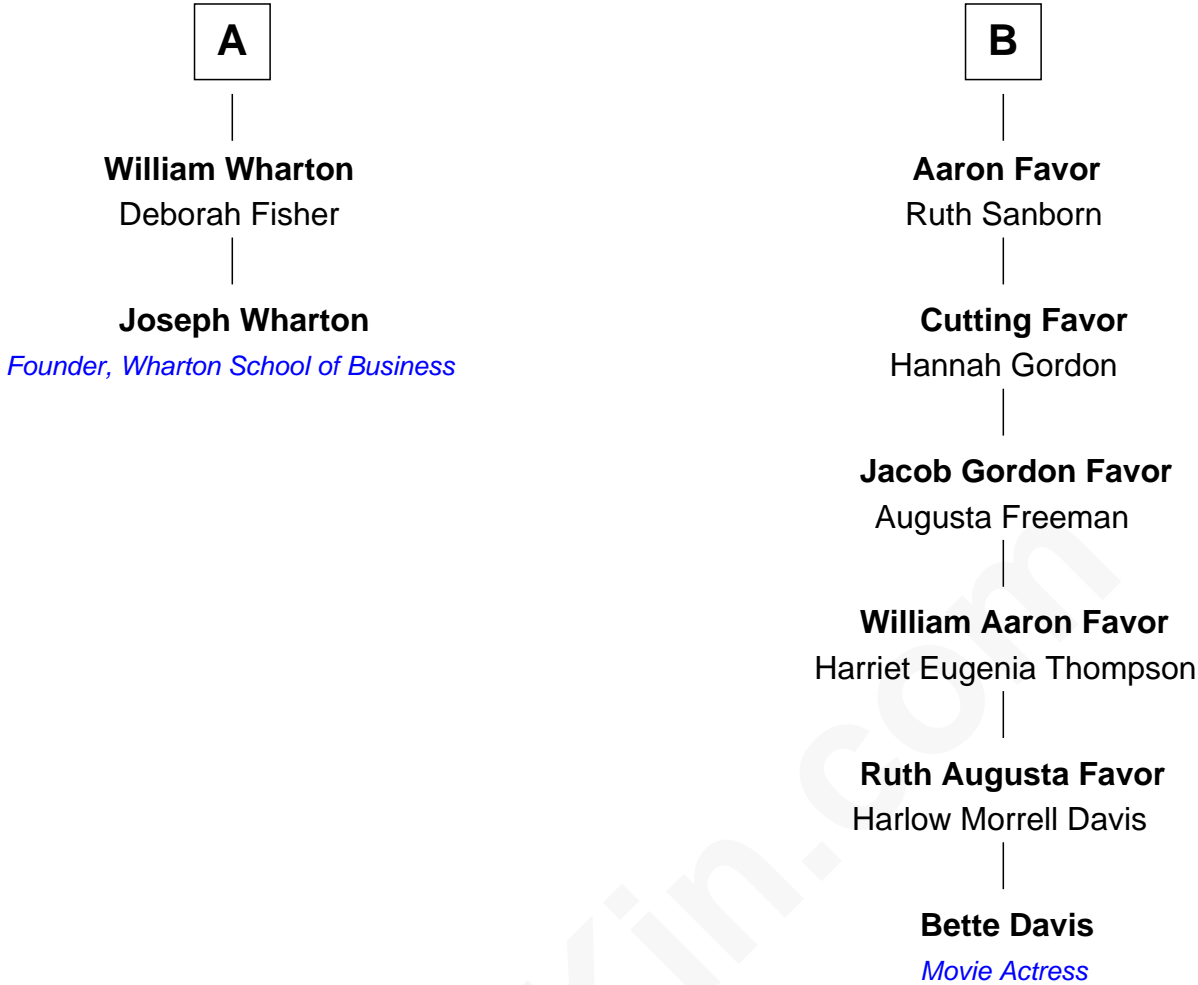 A
William Wharton
Deborah Fisher
Joseph Wharton
Founder, Wharton School of Business
B
Aaron Favor
Ruth Sanborn
Cutting Favor
Hannah Gordon
Jacob Gordon Favor
Augusta Freeman
William Aaron Favor
Harriet Eugenia Thompson
Ruth Augusta Favor
Harlow Morrell Davis
Bette Davis
Movie Actress